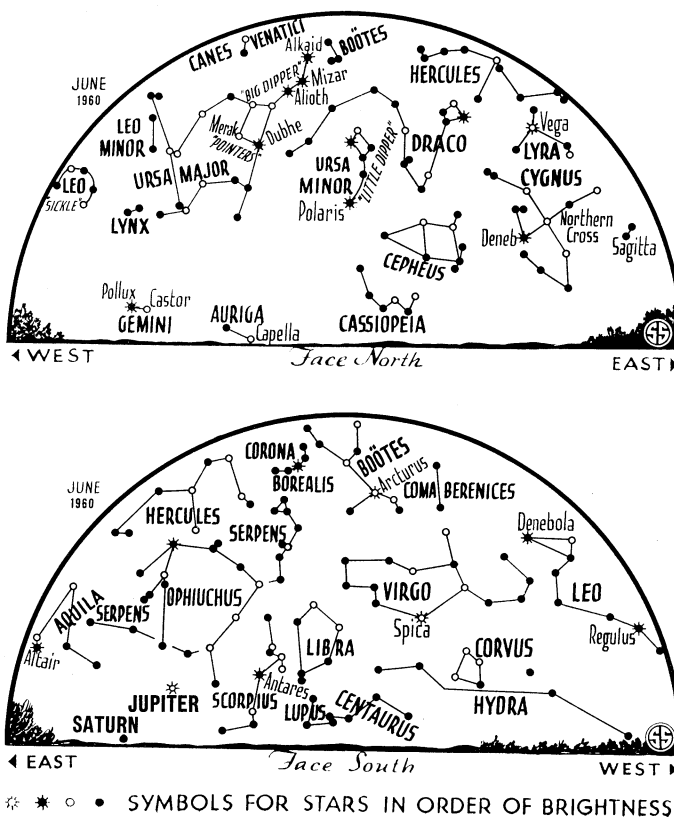 CANES VENATICI
Alkaid
BOÖTES
HERCULES
JUNE
1960
"BIG DIPPER"
Mizar
Alioth
LEO
MINOR
Merak
"POINTERS"
Dubhe
DRACO
Vega
LYRA
URSA MAJOR
URSA
MINOR
"LITTLE DIPPER"
CYGNUS
LEO
"SICKLE"
LYNX
Polaris
Deneb
Northern
Cross
Sagitta
CEPHEUS
Pollux
Castor
GEMINI
AURIGA
Capella
CASSIOPEIA
SS
WEST
Face North
EAST
CORONA
BOREALIS
BOÖTES
Arcturus
COMA BERENICES
JUNE
1960
HERCULES
SERPENS
Denebola
AQUILA
SERPENS
OPHIUCHUS
VIRGO
LEO
Spica
Regulus
Altair
LIBRA
CORVUS
JUPITER
SCORPIUS
Antares
LUPUS
CENTAURUS
HYDRA
SATURN
SS
EAST
Face South
WEST
SYMBOLS FOR STARS IN ORDER OF BRIGHTNESS